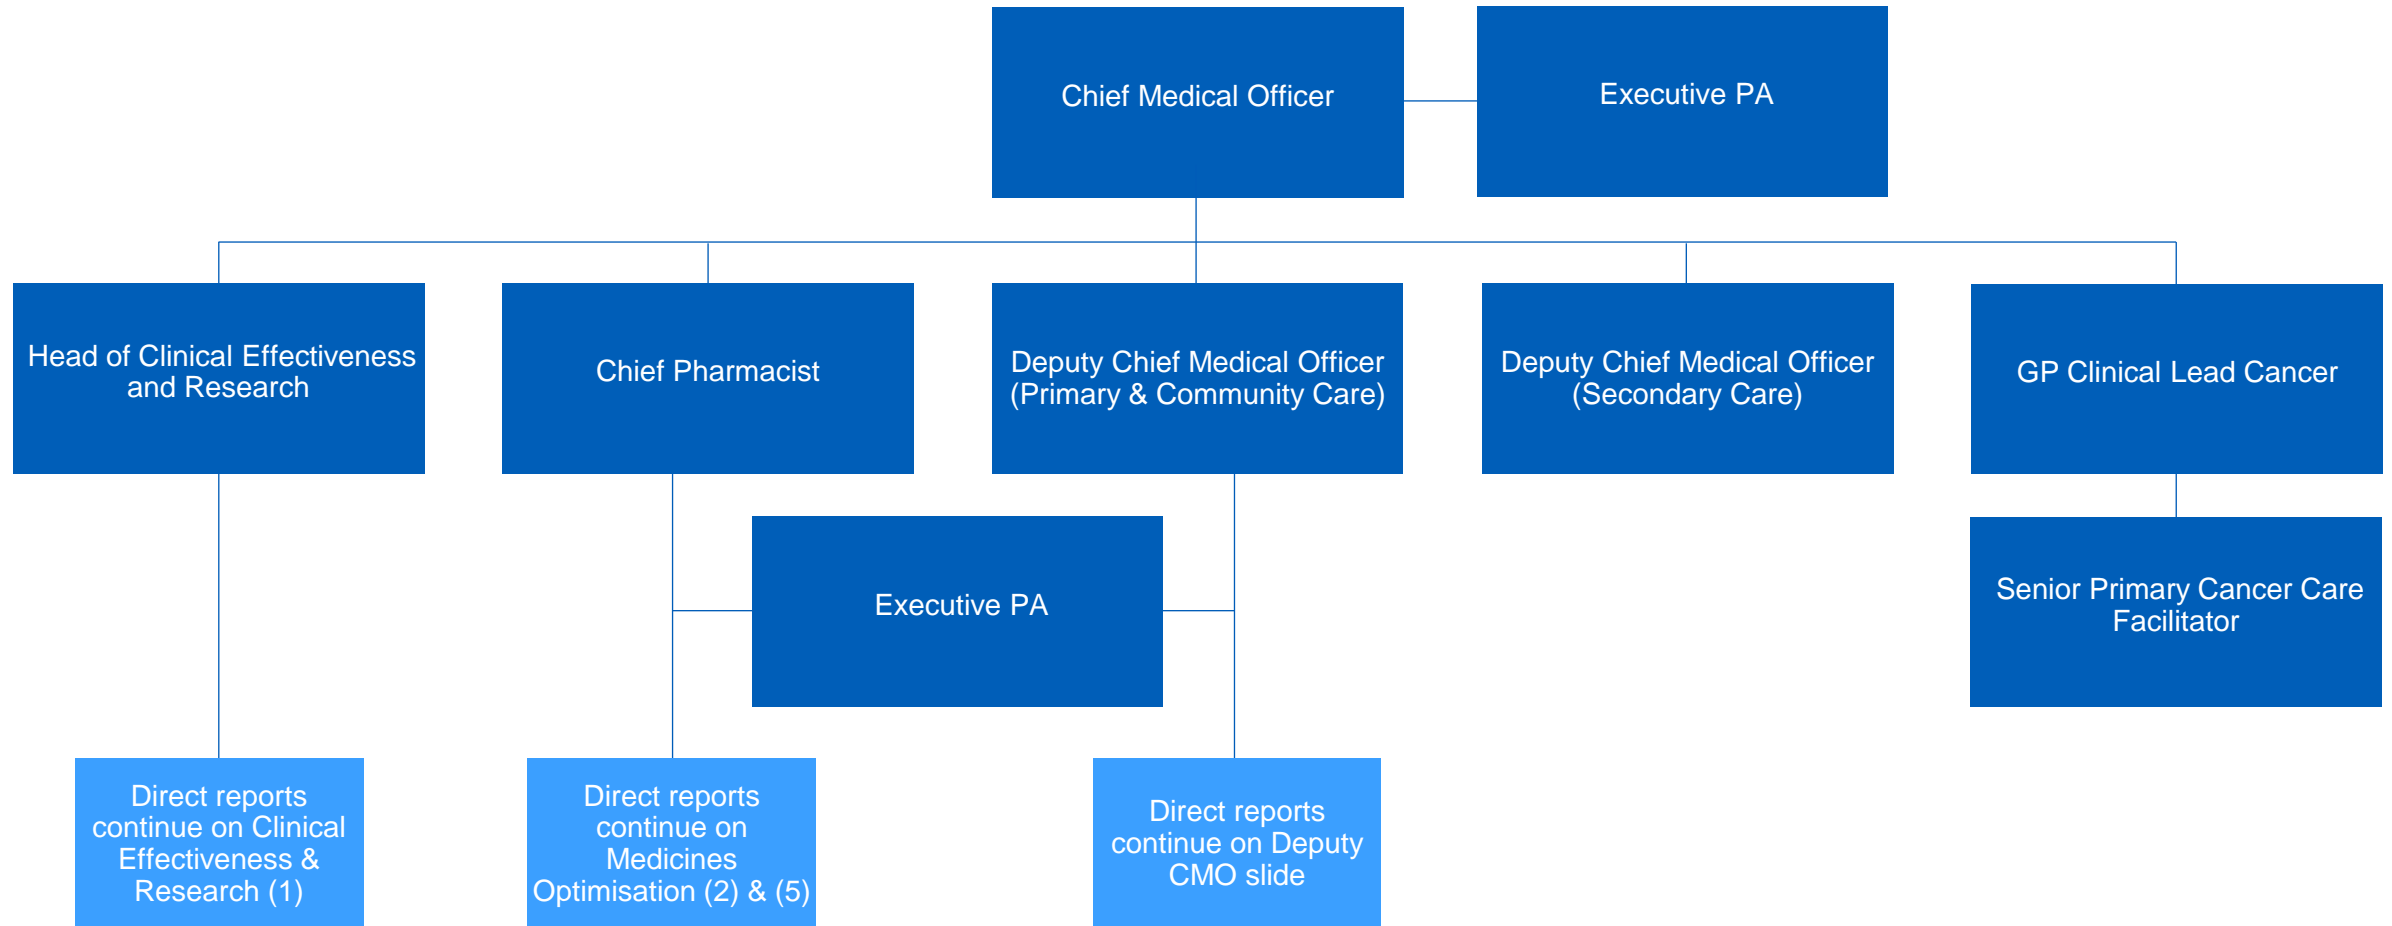 Chief Medical Officer
Executive PA
Head of Clinical Effectiveness
and Research
Chief Pharmacist
Deputy Chief Medical Officer
(Primary & Community Care)
Deputy Chief Medical Officer
(Secondary Care)
GP Clinical Lead Cancer
Executive PA
Senior Primary Cancer Care
Facilitator
Direct reports
continue on Clinical
Effectiveness &
Research (1)
Direct reports
continue on
Medicines
Optimisation (2) & (5)
Direct reports
continue on Deputy
CMO slide